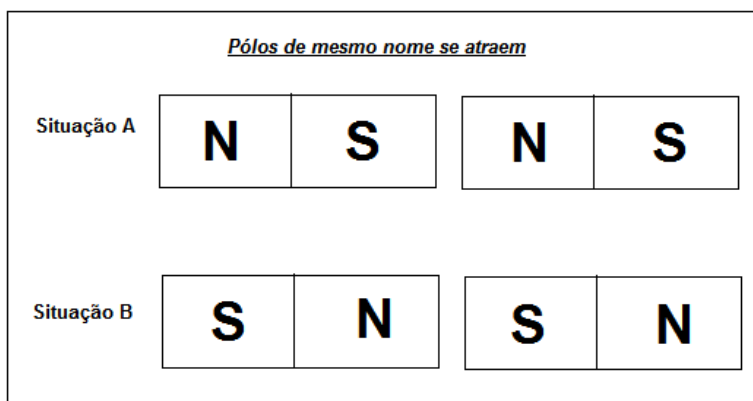 Pólos de mesmo nome se atraem
Situação A N S N S
Situação B S N S N